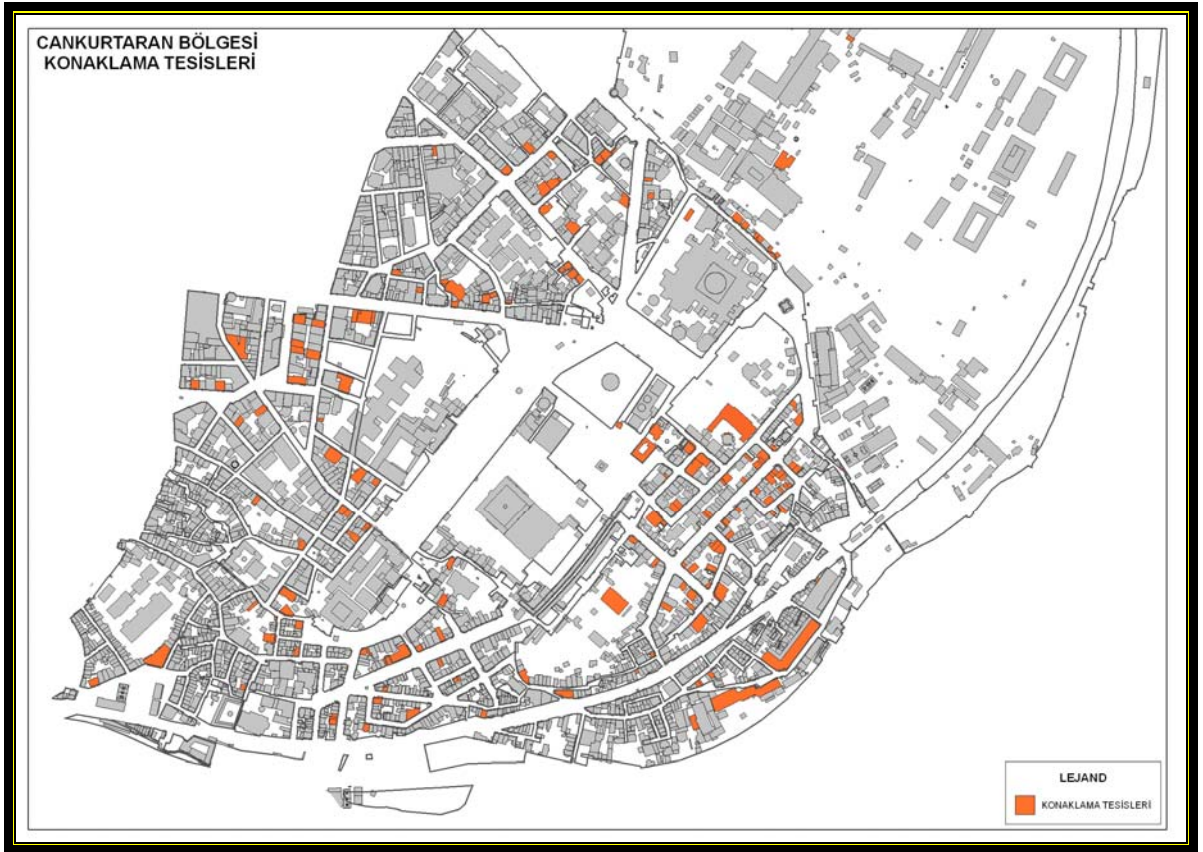 CANKURTARAN BÖLGESİ
KONAKLAMA TESİSLERİ
LEJAND
KONAKLAMA TESİSLERİ